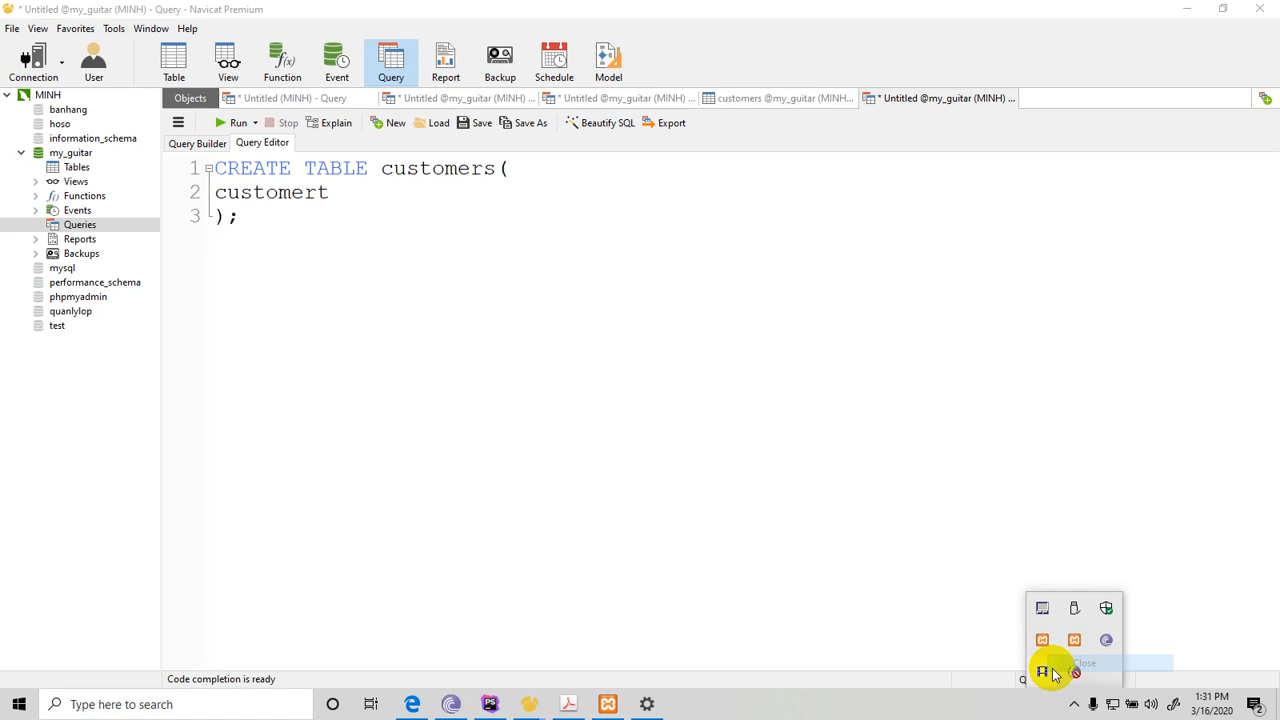 * Untitled @my_guitar (MINH) - Query - Navicat Premium
File View Favorites Tools Window Help
Connection User Table View Function Event Query Report Backup Schedule Model
MINH
banhang
hoso
information_schema
my_guitar
Tables
Views
Functions
Events
Queries
Reports
Backups
mysql
performance_schema
phpmyadmin
quanlylop
test
Objects * Untitled (MINH) - Query * Untitled @my_guitar (MINH) ... * Untitled @my_guitar (MINH) ... customers @my_guitar (MINH... * Untitled @my_guitar (MINH) ...
Run Stop Explain New Load Save Save As Beautify SQL Export
Query Builder Query Editor
1 CREATE TABLE customers(
2 customert
3 );
Close
Code completion is ready
Type here to search
1:31 PM
3/16/2020
2